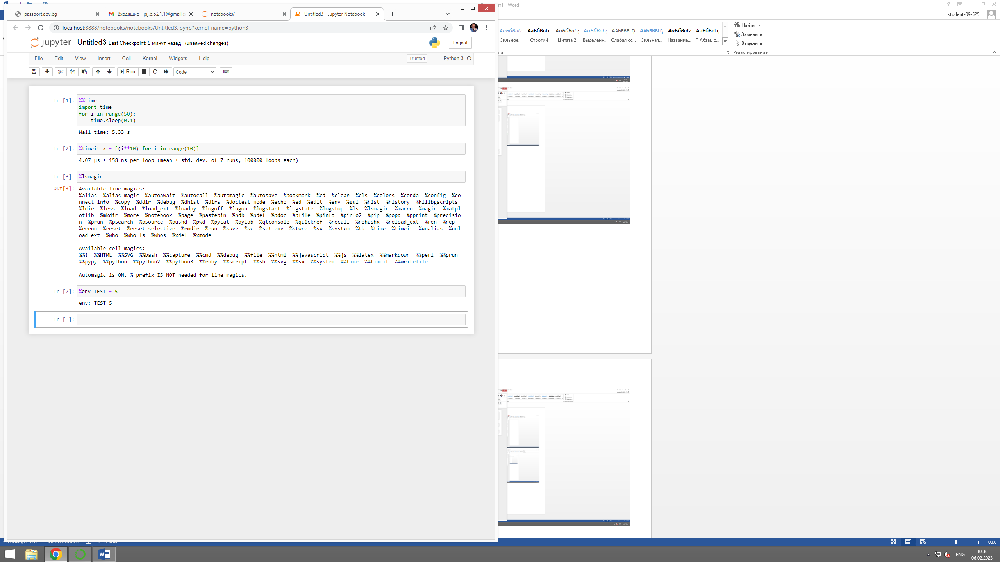 passport.abv.bg
Входящие - pij.b.o.21.1@gmail.c
notebooks/
Untitled3 - Jupyter Notebook
localhost:8888/notebooks/notebooks/Untitled3.ipynb?kernel_name=python3
jupyter Untitled3 Last Checkpoint: 5 минут назад (unsaved changes)
Logout
File Edit View Insert Cell Kernel Widgets Help
Trusted
Python 3
Run
Code
In [1]: %%time
import time
for i in range(50):
    time.sleep(0.1)
Wall time: 5.33 s
In [2]: %timeit x = [(i**10) for i in range(10)]
4.07 µs ± 158 ns per loop (mean ± std. dev. of 7 runs, 100000 loops each)
In [3]: %lsmagic
Out[3]: Available line magics:
%alias  %alias_magic  %autoawait  %autocall  %automagic  %autosave  %bookmark  %cd  %clear  %cls  %colors  %conda  %config  %co
nnect_info  %copy  %ddir  %debug  %dhist  %dirs  %doctest_mode  %echo  %ed  %edit  %env  %gui  %hist  %history  %killbgscripts
%ldir  %less  %load  %load_ext  %loadpy  %logoff  %logon  %logstart  %logstate  %logstop  %ls  %lsmagic  %macro  %magic  %matpl
otlib  %mkdir  %more  %notebook  %page  %pastebin  %pdb  %pdef  %pdoc  %pfile  %pinfo  %pinfo2  %pip  %popd  %pprint  %precisio
n  %prun  %psearch  %psource  %pushd  %pwd  %pycat  %pylab  %qtconsole  %quickref  %recall  %rehashx  %reload_ext  %ren  %rep
%rerun  %reset  %reset_selective  %rmdir  %run  %save  %sc  %set_env  %store  %sx  %system  %tb  %time  %timeit  %unalias  %unl
oad_ext  %who  %who_ls  %whos  %xdel  %xmode
Available cell magics:
%%!  %%HTML  %%SVG  %%bash  %%capture  %%cmd  %%debug  %%file  %%html  %%javascript  %%js  %%latex  %%markdown  %%perl  %%prun
%%pypy  %%python  %%python2  %%python3  %%ruby  %%script  %%sh  %%svg  %%sx  %%system  %%time  %%timeit  %%writefile
Automagic is ON, % prefix IS NOT needed for line magics.
In [7]: %env TEST = 5
env: TEST=5
In [ ]:
нт1 - Word
student-09-525
АаБбВвГг АаБбВвГг, АаБбВвГг АаБбВвГг ААББВВГГ, ААББВВГГ, АаБбВвГг АаБбВвГг,
Сильное... Строгий Цитата 2 Выделенн... Слабая сс... Сильная... Название... ¶ Абзац с...
Найти
Заменить
Выделить
Редактирование
100%
ENG
10:36
06.02.2023